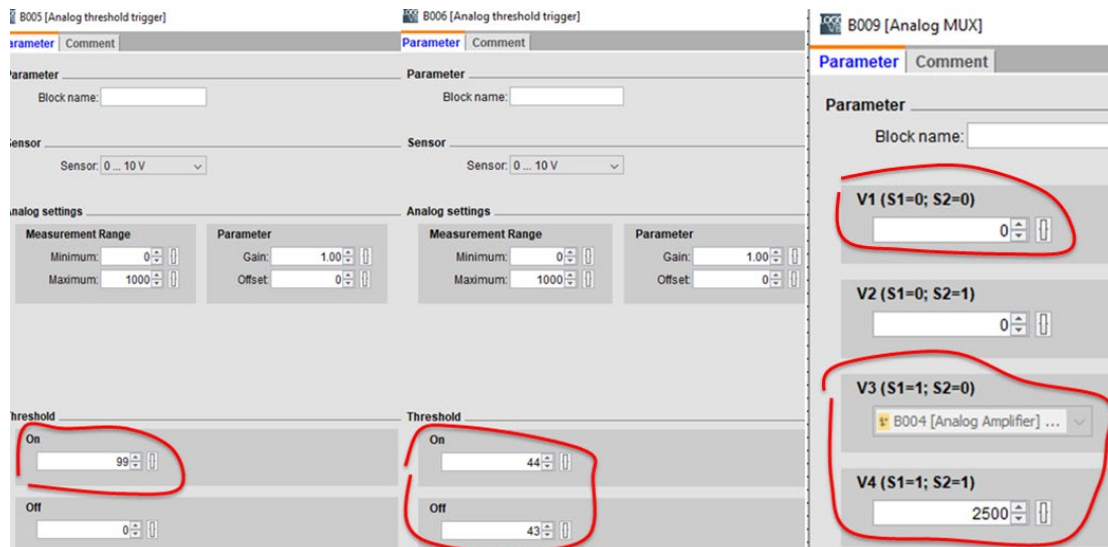 B005 [Analog threshold trigger]
arameter Comment
Parameter
Block name:
Sensor
Sensor: 0 ... 10 V
Analog settings
Measurement Range Parameter
Minimum: 0 Gain: 1.00
Maximum: 1000 Offset: 0
hreshold
On
99
Off
0
B006 [Analog threshold trigger]
Parameter Comment
Parameter
Block name:
Sensor
Sensor: 0 ... 10 V
Analog settings
Measurement Range Parameter
Minimum: 0 Gain: 1.00
Maximum: 1000 Offset: 0
Threshold
On
44
Off
43
B009 [Analog MUX]
Parameter Comment
Parameter
Block name:
V1 (S1=0; S2=0)
0
V2 (S1=0; S2=1)
0
V3 (S1=1; S2=0)
B004 [Analog Amplifier] ...
V4 (S1=1; S2=1)
2500